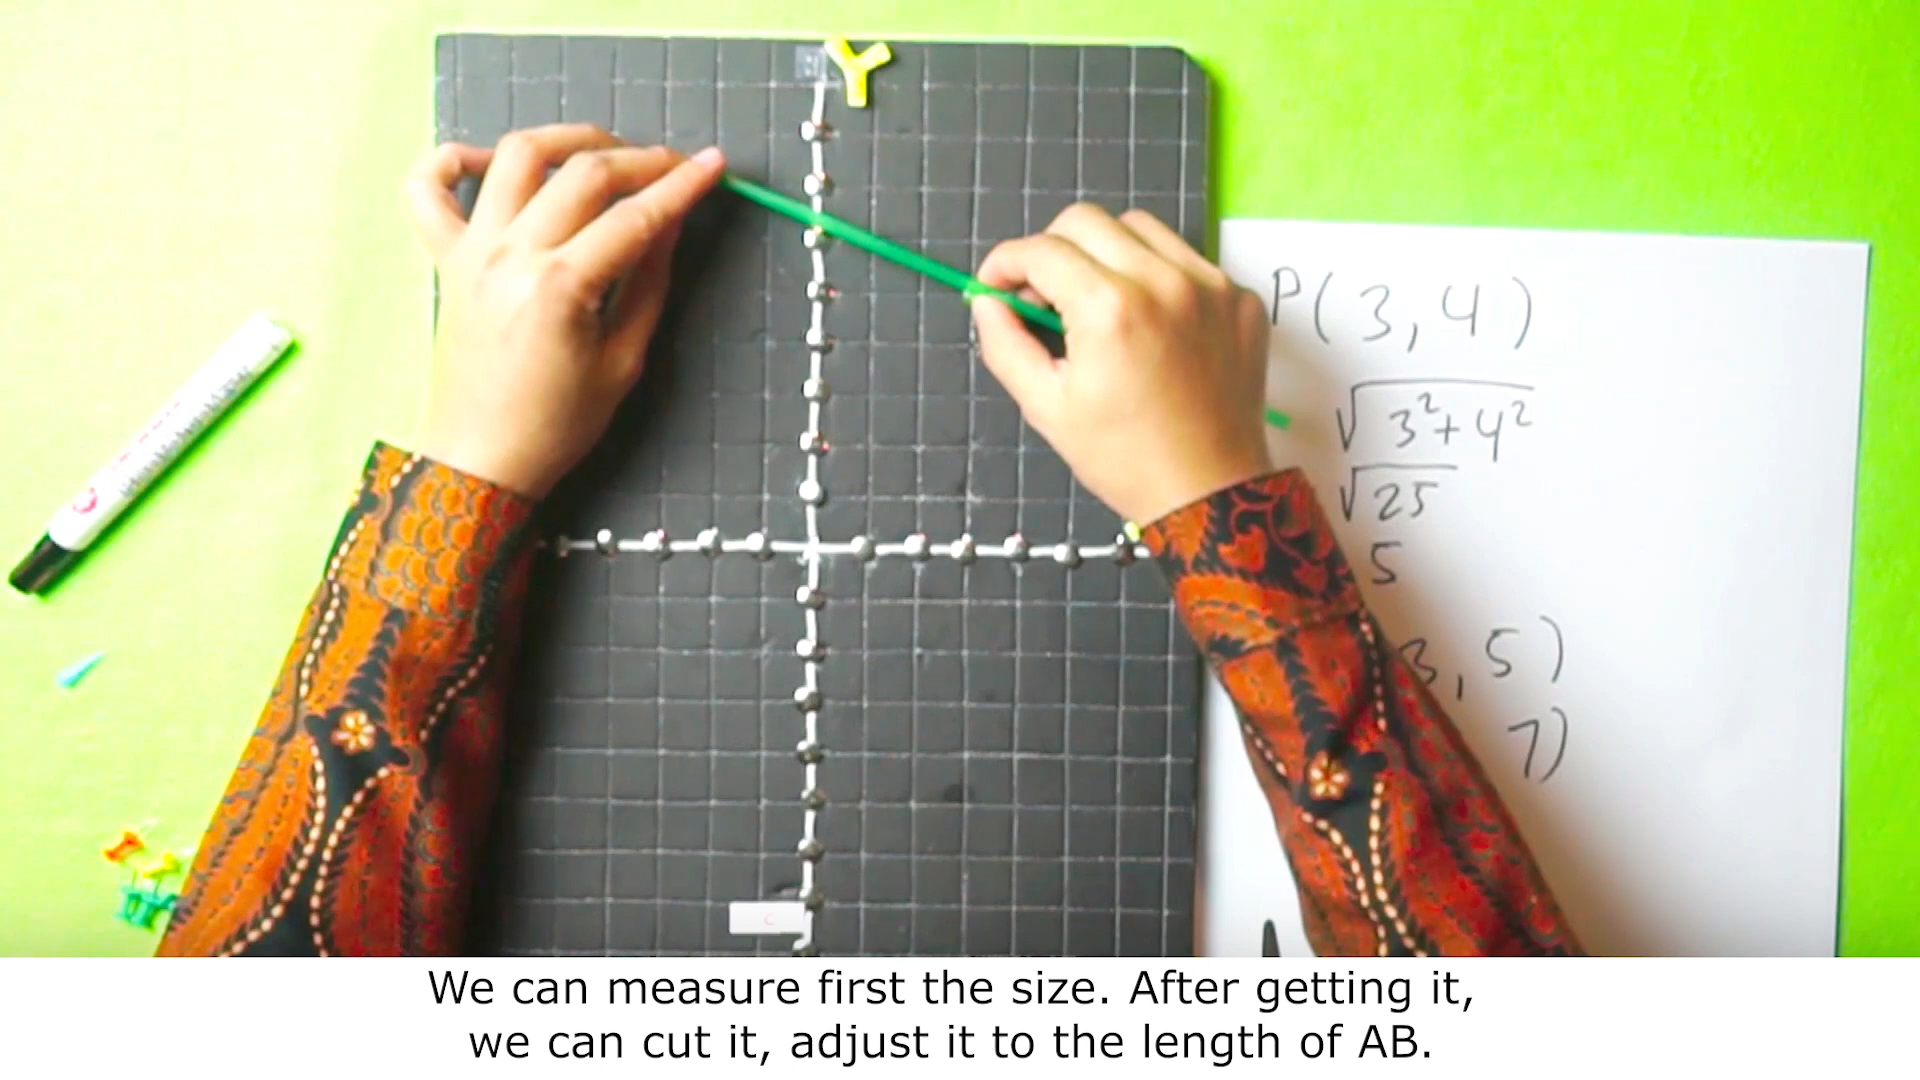 Y
P(3,4)
√3²+4²
√25
5
3,5)
7)
C
We can measure first the size. After getting it,
we can cut it, adjust it to the length of AB.